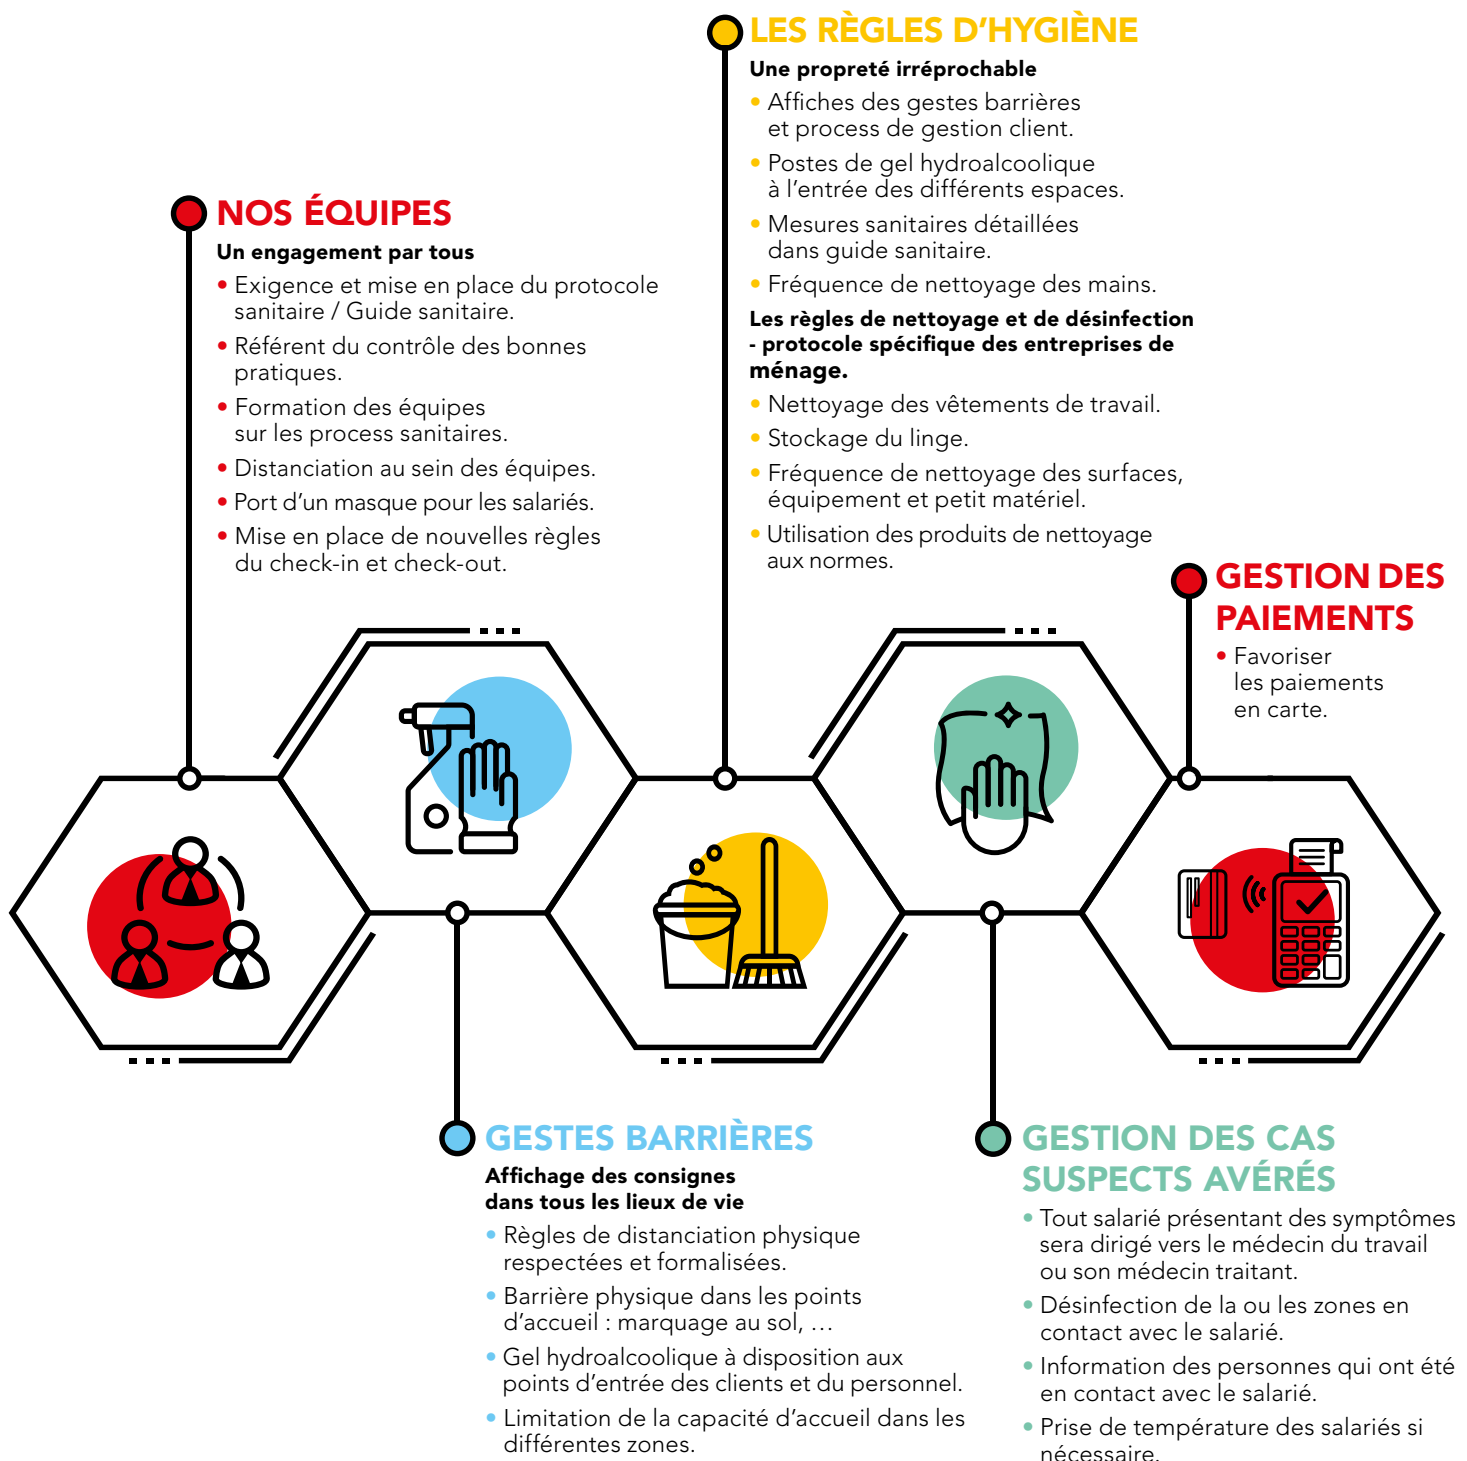 LES RÈGLES D’HYGIÈNE
Une propreté irréprochable
• Affiches des gestes barrières
et process de gestion client.
• Postes de gel hydroalcoolique
à l’entrée des différents espaces.
• Mesures sanitaires détaillées
dans guide sanitaire.
• Fréquence de nettoyage des mains.
Les règles de nettoyage et de désinfection
- protocole spécifique des entreprises de
ménage.
• Nettoyage des vêtements de travail.
• Stockage du linge.
• Fréquence de nettoyage des surfaces,
équipement et petit matériel.
• Utilisation des produits de nettoyage
aux normes.
NOS ÉQUIPES
Un engagement par tous
• Exigence et mise en place du protocole
sanitaire / Guide sanitaire.
• Référent du contrôle des bonnes
pratiques.
• Formation des équipes
sur les process sanitaires.
• Distanciation au sein des équipes.
• Port d’un masque pour les salariés.
• Mise en place de nouvelles règles
du check-in et check-out.
GESTION DES
PAIEMENTS
• Favoriser
les paiements
en carte.
GESTES BARRIÈRES
Affichage des consignes
dans tous les lieux de vie
• Règles de distanciation physique
respectées et formalisées.
• Barrière physique dans les points
d’accueil : marquage au sol, …
• Gel hydroalcoolique à disposition aux
points d’entrée des clients et du personnel.
• Limitation de la capacité d’accueil dans les
différentes zones.
GESTION DES CAS
SUSPECTS AVÉRÉS
• Tout salarié présentant des symptômes
sera dirigé vers le médecin du travail
ou son médecin traitant.
• Désinfection de la ou les zones en
contact avec le salarié.
• Information des personnes qui ont été
en contact avec le salarié.
• Prise de température des salariés si
nécessaire.